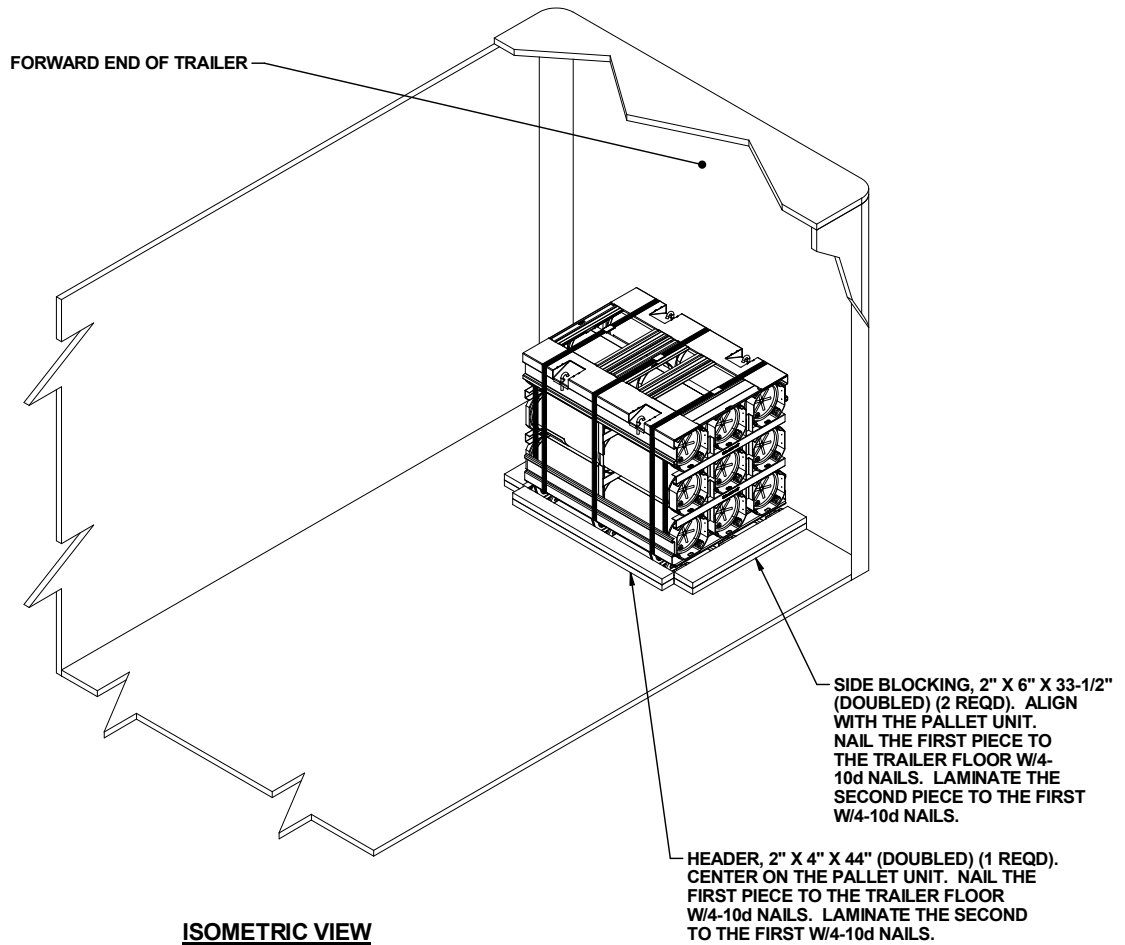 FORWARD END OF TRAILER
SIDE BLOCKING, 2" X 6" X 33-1/2"
(DOUBLED) (2 REQD). ALIGN
WITH THE PALLET UNIT.
NAIL THE FIRST PIECE TO
THE TRAILER FLOOR W/4-
10d NAILS. LAMINATE THE
SECOND PIECE TO THE FIRST
W/4-10d NAILS.
HEADER, 2" X 4" X 44" (DOUBLED) (1 REQD).
CENTER ON THE PALLET UNIT. NAIL THE
FIRST PIECE TO THE TRAILER FLOOR
W/4-10d NAILS. LAMINATE THE SECOND
TO THE FIRST W/4-10d NAILS.
ISOMETRIC VIEW